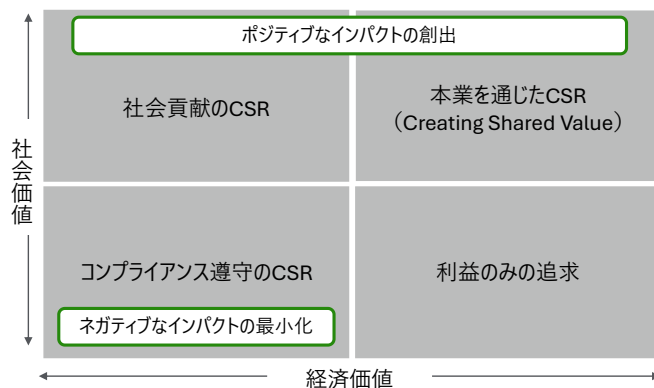 ポジティブなインパクトの創出
社会貢献のCSR
本業を通じたCSR
（Creating Shared Value）
社会価値
コンプライアンス遵守のCSR
利益のみの追求
ネガティブなインパクトの最小化
経済価値